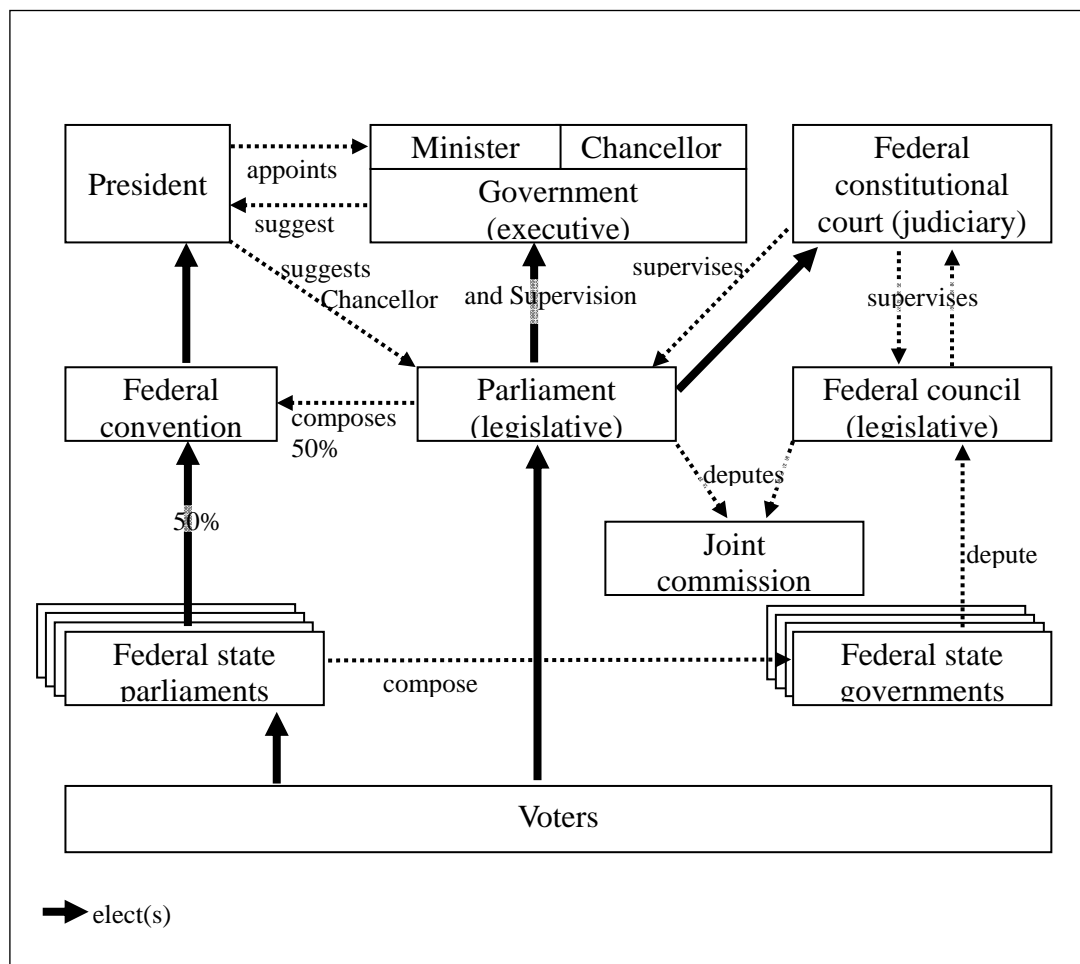 President
appoints
suggest
Minister
Chancellor
Government
(executive)
Federal
constitutional
court (judiciary)
suggests
Chancellor
and Supervision
supervises
supervises
Federal
convention
composes
50%
Parliament
(legislative)
Federal council
(legislative)
deputes
50%
Joint
commission
depute
Federal state
parliaments
compose
Federal state
governments
Voters
elect(s)